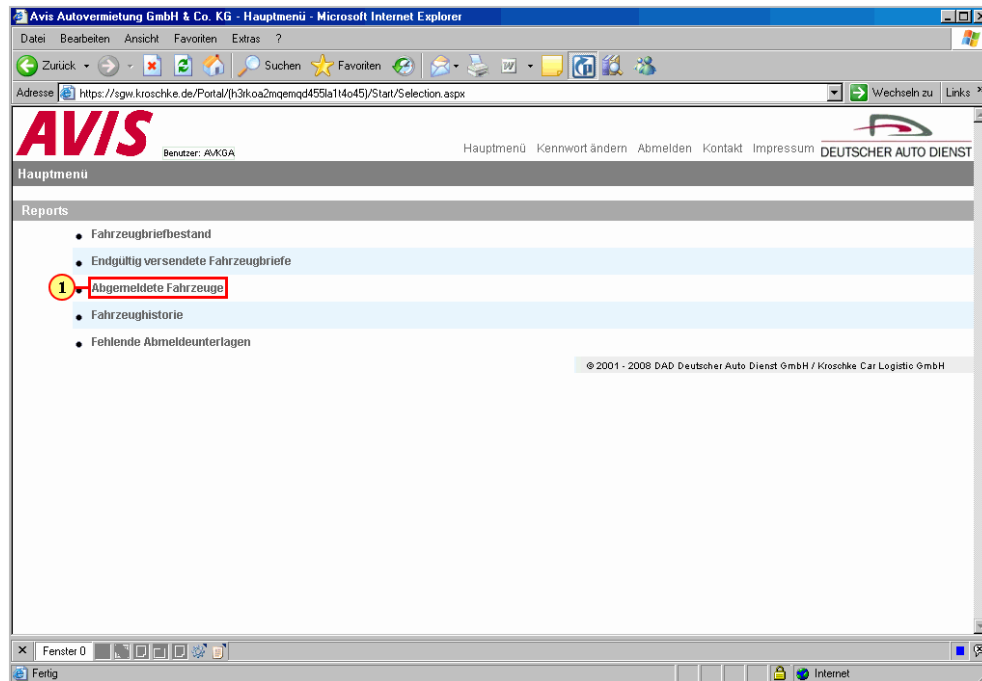 Avis Autovermietung GmbH & Co. KG - Hauptmenü - Microsoft Internet Explorer
Datei Bearbeiten Ansicht Favoriten Extras ?
Zurück Suchen Favoriten
Adresse https://sgw.kroschke.de/Portal/(h3rkoa2mqemqd455la1t4o45)/Start/Selection.aspx Wechseln zu Links »
AVIS Benutzer: AVKGA
Hauptmenü Kennwort ändern Abmelden Kontakt Impressum DEUTSCHER AUTO DIENST
Hauptmenü
Reports
Fahrzeugbriefbestand
Endgültig versendete Fahrzeugbriefe
1 Abgemeldete Fahrzeuge
Fahrzeughistorie
Fehlende Abmeldeunterlagen
© 2001 - 2008 DAD Deutscher Auto Dienst GmbH / Kroschke Car Logistic GmbH
Fenster 0
Fertig Internet